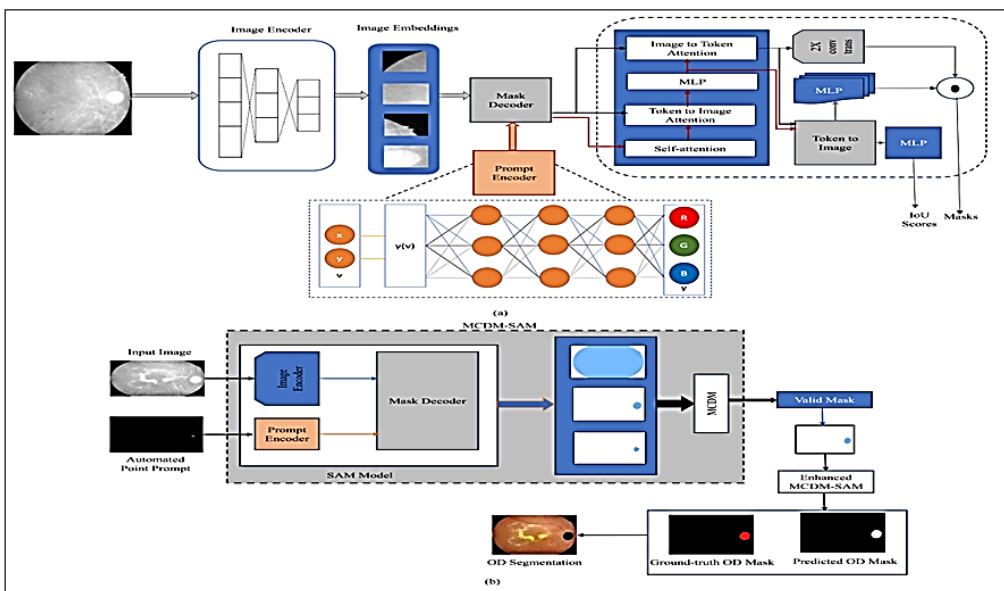 Image Encoder
Image Embeddings
Mask
Decoder
Prompt
Encoder
Image to Token
Attention
MLP
Token to Image
Attention
Self-attention
2X
conv
trans
MLP
Token to
Image
MLP
IoU
Scores
Masks
x
y
v
γ(v)
R
G
B
y
(a)
MCDM-SAM
Input Image
Image
Encoder
Prompt
Encoder
Mask Decoder
Automated
Point Prompt
SAM Model
MCDM
Valid Mask
Enhanced
MCDM-SAM
OD Segmentation
Ground-truth OD Mask
Predicted OD Mask
(b)